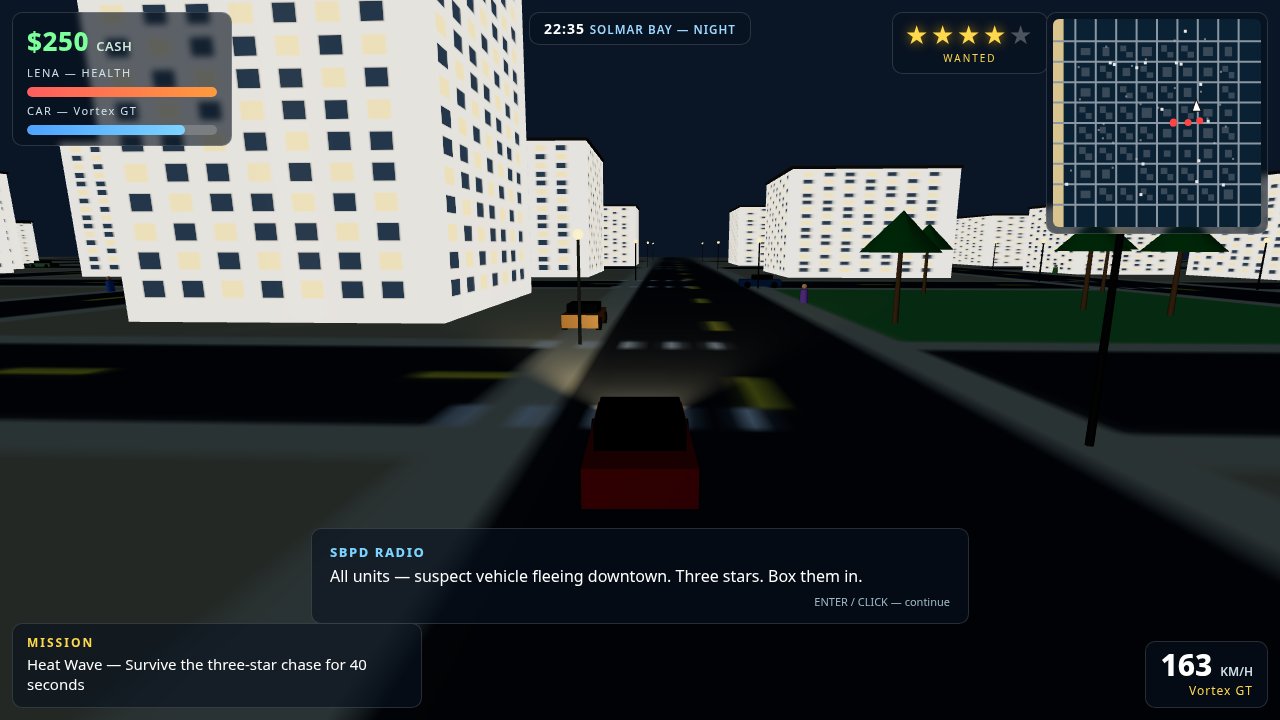 $250 CASH
LENA — HEALTH
CAR — Vortex GT
22:35 SOLMAR BAY — NIGHT
★★★★★
WANTED
SBPD RADIO
All units — suspect vehicle fleeing downtown. Three stars. Box them in.
ENTER / CLICK — continue
MISSION
Heat Wave — Survive the three-star chase for 40
seconds
163 KM/H
Vortex GT